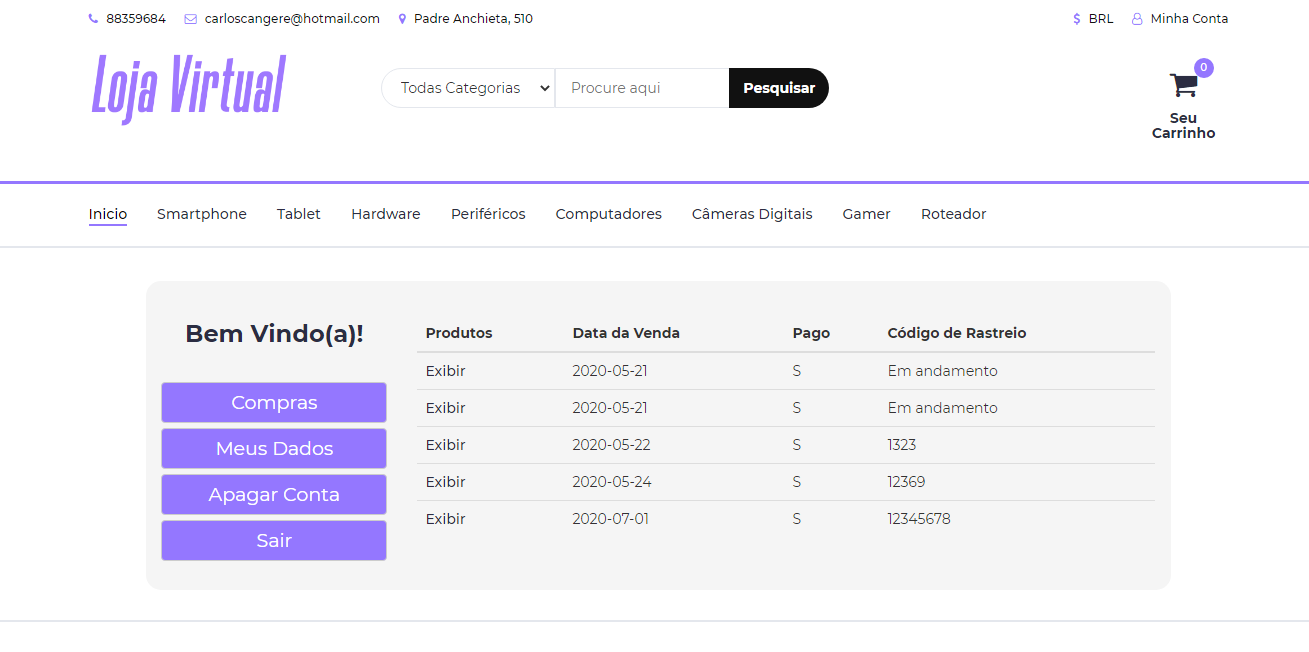 88359684 carloscangere@hotmail.com Padre Anchieta, 510 $ BRL Minha Conta
Loja Virtual
Todas Categorias Procure aqui Pesquisar
0
Seu
Carrinho
Inicio Smartphone Tablet Hardware Periféricos Computadores Câmeras Digitais Gamer Roteador
Bem Vindo(a)!
Compras
Meus Dados
Apagar Conta
Sair
Produtos Data da Venda Pago Código de Rastreio
Exibir 2020-05-21 S Em andamento
Exibir 2020-05-21 S Em andamento
Exibir 2020-05-22 S 1323
Exibir 2020-05-24 S 12369
Exibir 2020-07-01 S 12345678